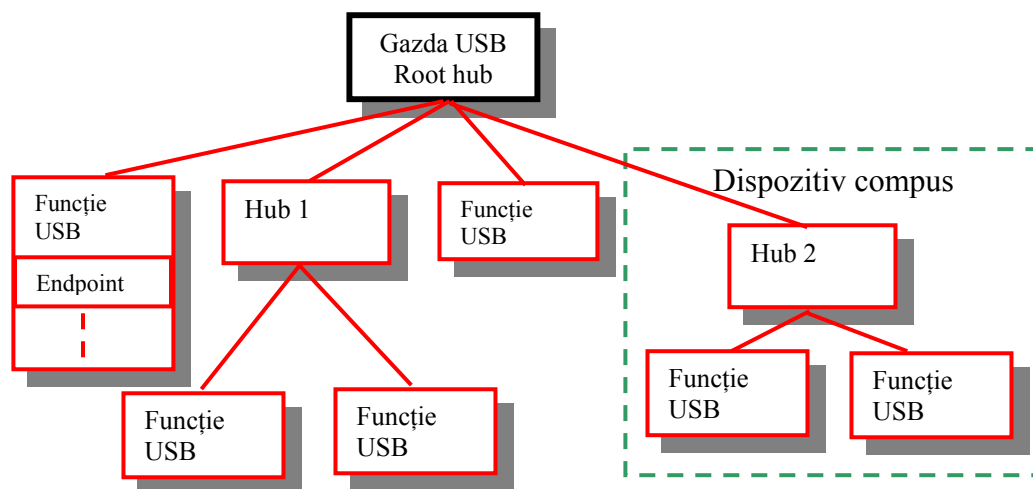 Gazda USB
Root hub
Dispozitiv compus
Funcție
USB
Endpoint
Hub 1
Funcție
USB
Hub 2
Funcție
USB
Funcție
USB
Funcție
USB
Funcție
USB